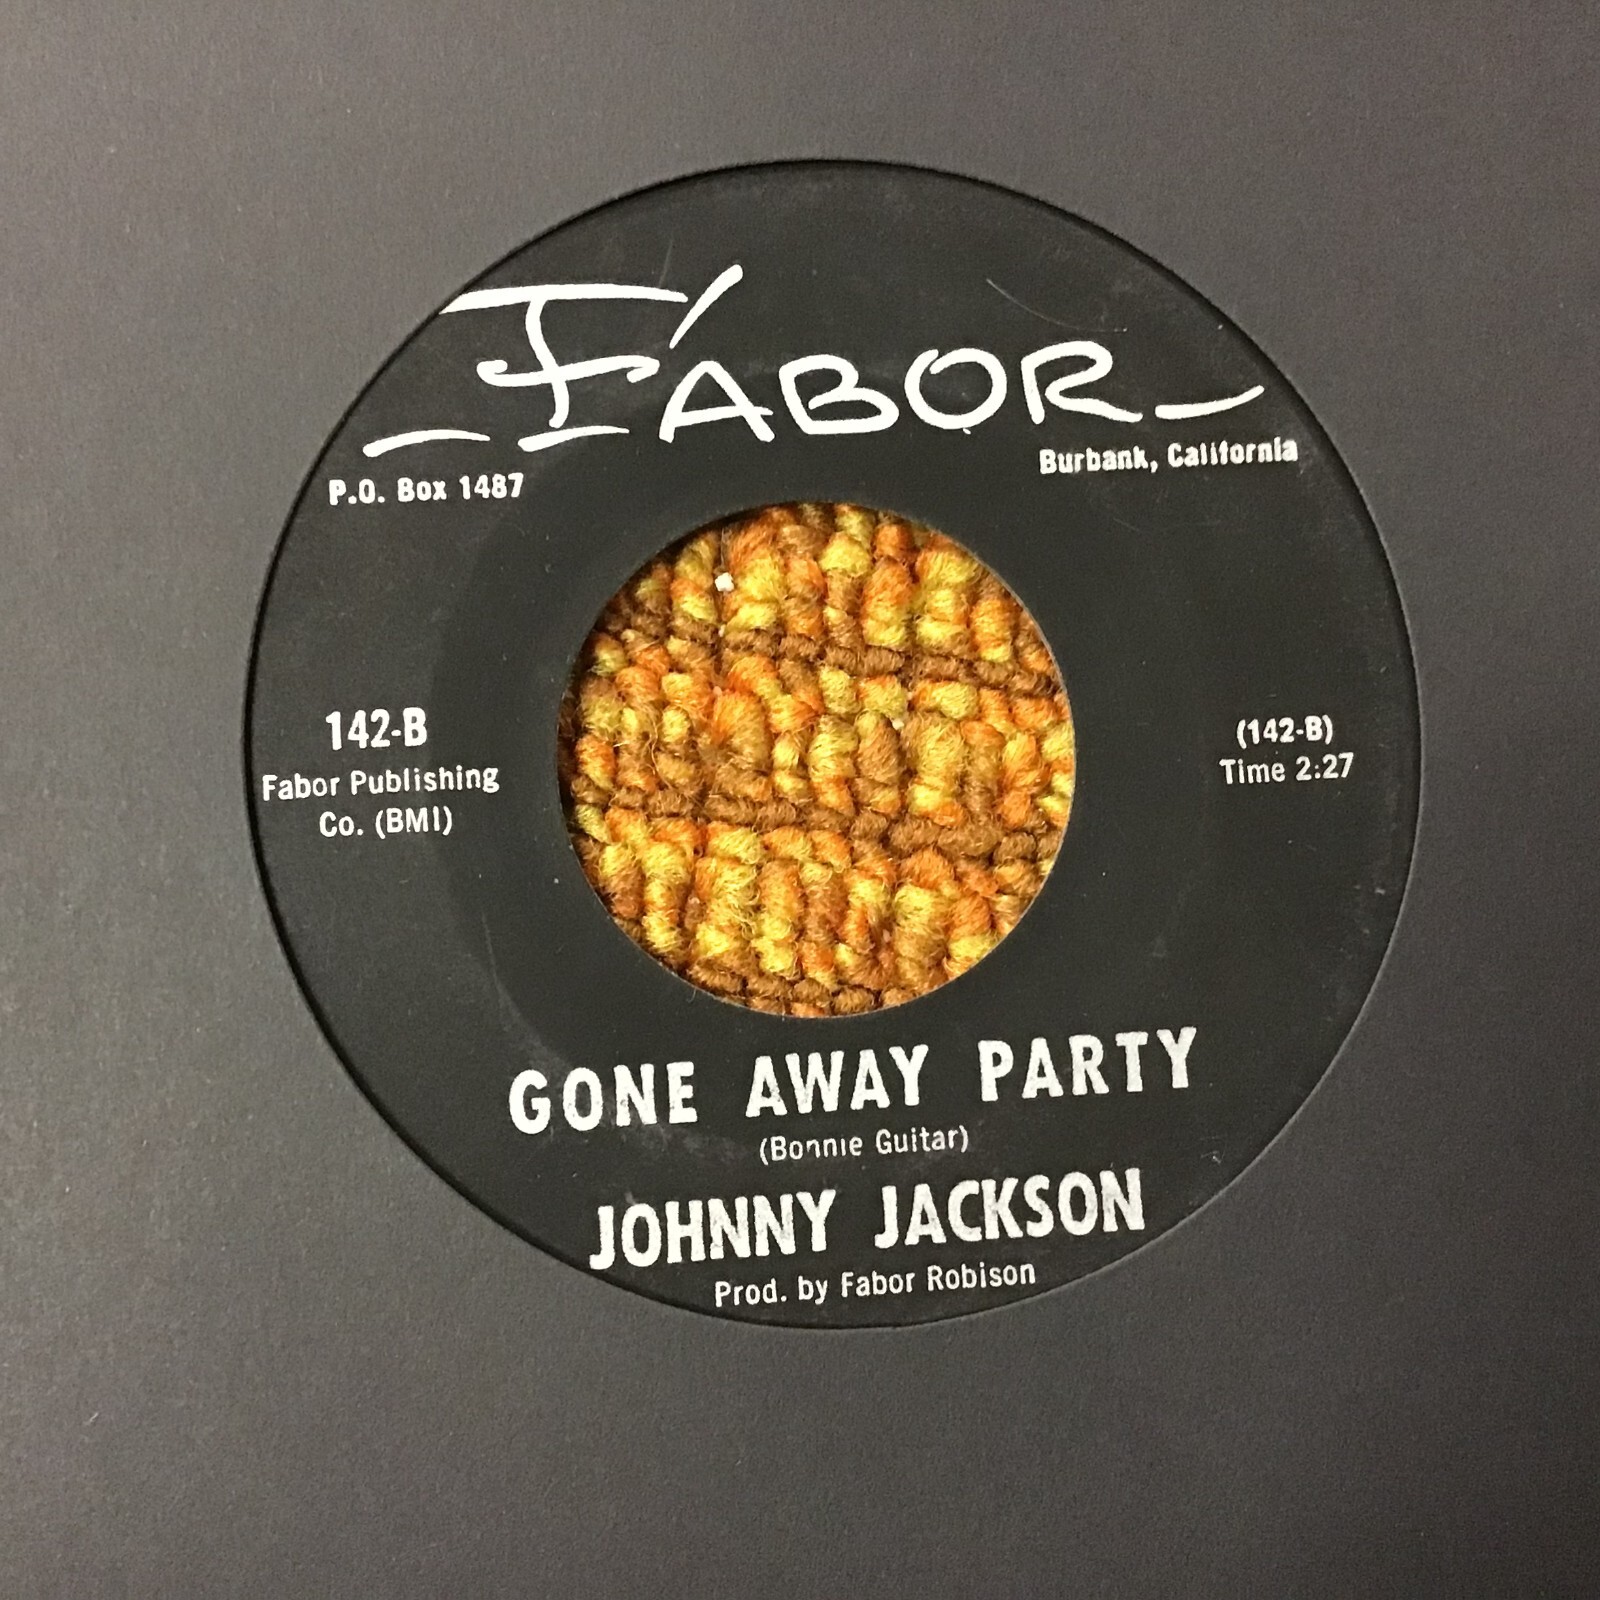 FABOR
P.O. Box 1487
Burbank, California
142-B
Fabor Publishing
Co. (BMI)
(142-B)
Time 2:27
GONE AWAY PARTY
(Bonnie Guitar)
JOHNNY JACKSON
Prod. by Fabor Robison